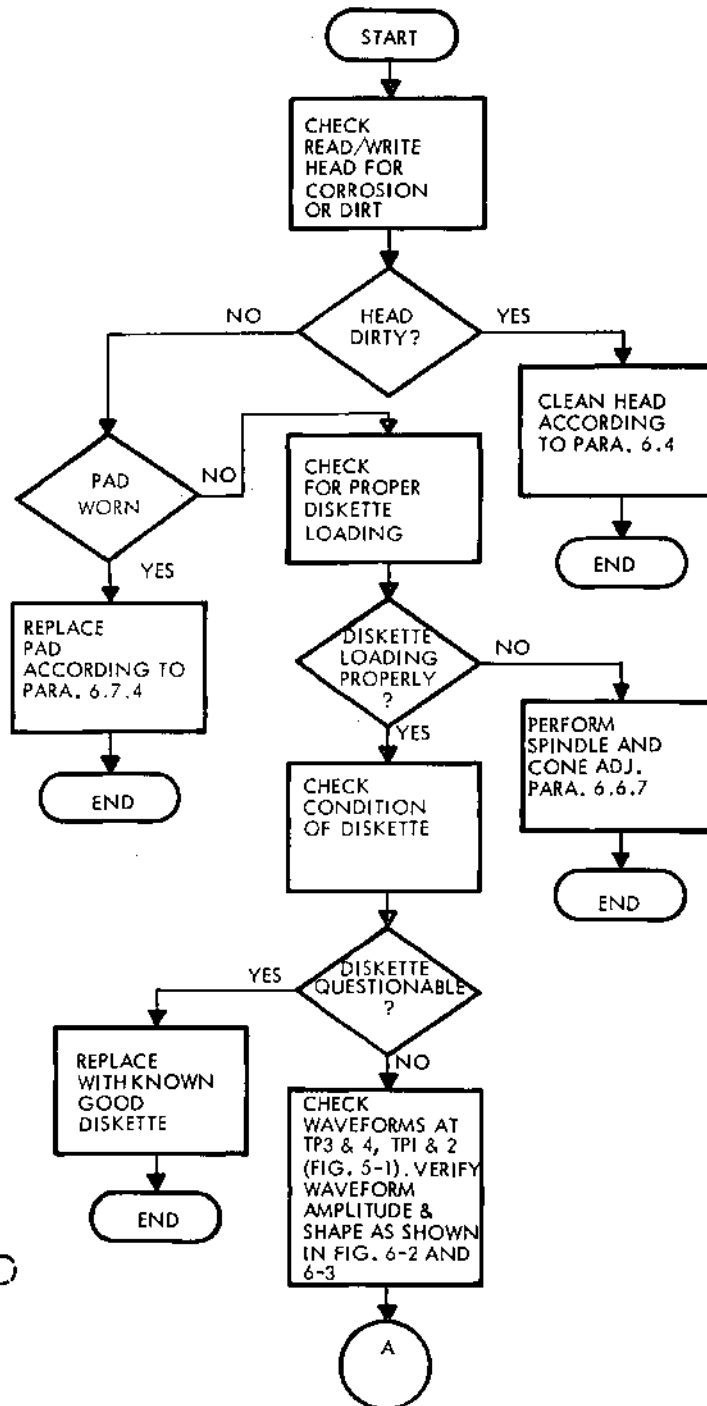 START
CHECK
READ/WRITE
HEAD FOR
CORROSION
OR DIRT
HEAD
DIRTY?
NO
YES
CLEAN HEAD
ACCORDING
TO PARA. 6.4
END
PAD
WORN
NO
YES
REPLACE
PAD
ACCORDING TO
PARA. 6.7.4
END
CHECK
FOR PROPER
DISKETTE
LOADING
DISKETTE
LOADING
PROPERLY
?
NO
YES
PERFORM
SPINDLE AND
CONE ADJ.
PARA. 6.6.7
END
CHECK
CONDITION
OF DISKETTE
DISKETTE
QUESTIONABLE
?
YES
NO
REPLACE
WITH KNOWN
GOOD
DISKETTE
END
CHECK
WAVEFORMS AT
TP3 & 4, TP1 & 2
(FIG. 5-1). VERIFY
WAVEFORM
AMPLITUDE &
SHAPE AS SHOWN
IN FIG. 6-2 AND
6-3
A